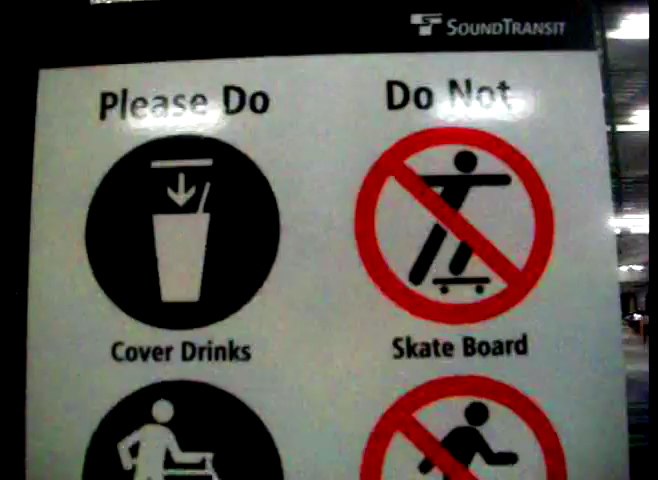 SOUNDTRANSIT
Please Do
Do Not
Cover Drinks
Skate Board